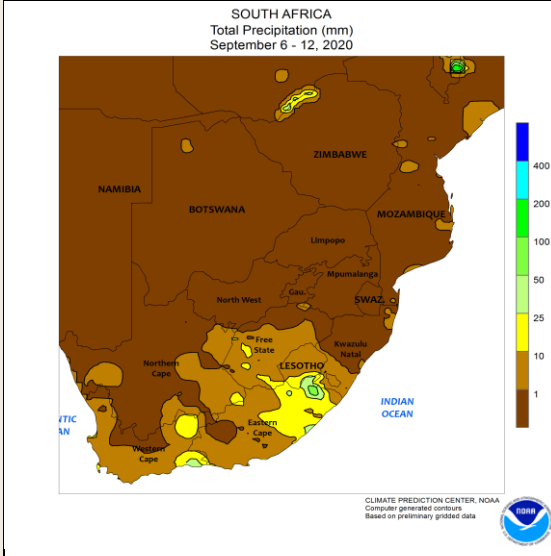 SOUTH AFRICA
Total Precipitation (mm)
September 6 - 12, 2020
ZIMBABWE
NAMIBIA
BOTSWANA
MOZAMBIQUE
Limpopo
Mpumalanga
North West
Gau.
SWAZ.
Free
State
Kwazulu
Natal
Northern
Cape
LESOTHO
INDIAN
OCEAN
NTIC
AN
Eastern
Cape
Western
Cape
400
200
100
50
25
10
1
CLIMATE PREDICTION CENTER, NOAA
Computer generated contours
Based on preliminary gridded data
NOAA